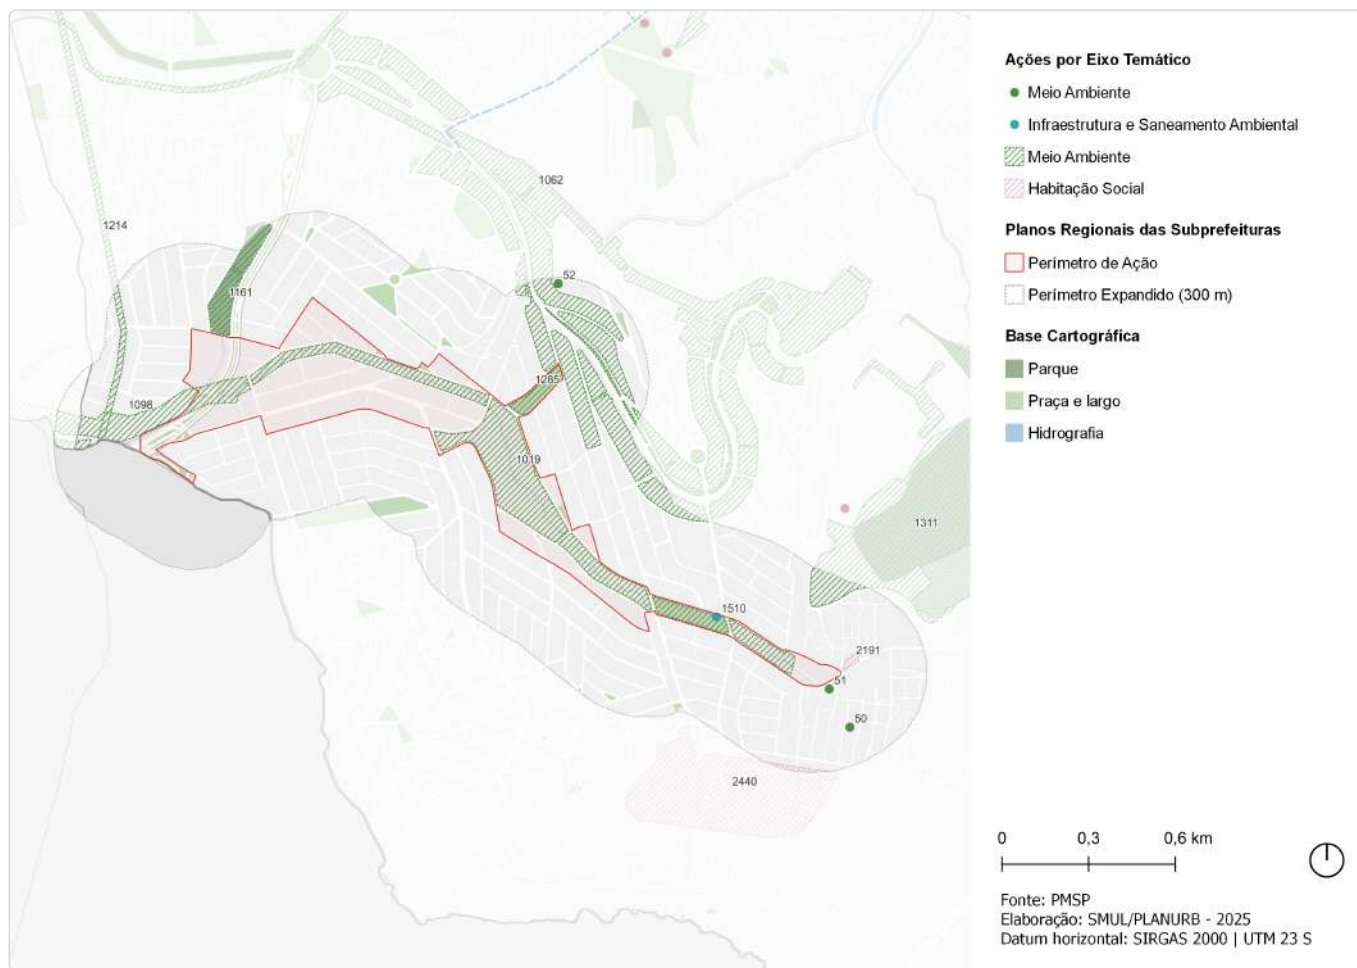 1214
1062
52
1161
1098
1285
1019
1311
1510
2191
51
50
2440
Ações por Eixo Temático
Meio Ambiente
Infraestrutura e Saneamento Ambiental
Meio Ambiente
Habitação Social
Planos Regionais das Subprefeituras
Perímetro de Ação
Perímetro Expandido (300 m)
Base Cartográfica
Parque
Praça e largo
Hidrografia
0 0,3 0,6 km
Fonte: PMSP
Elaboração: SMUL/PLANURB - 2025
Datum horizontal: SIRGAS 2000 | UTM 23 S